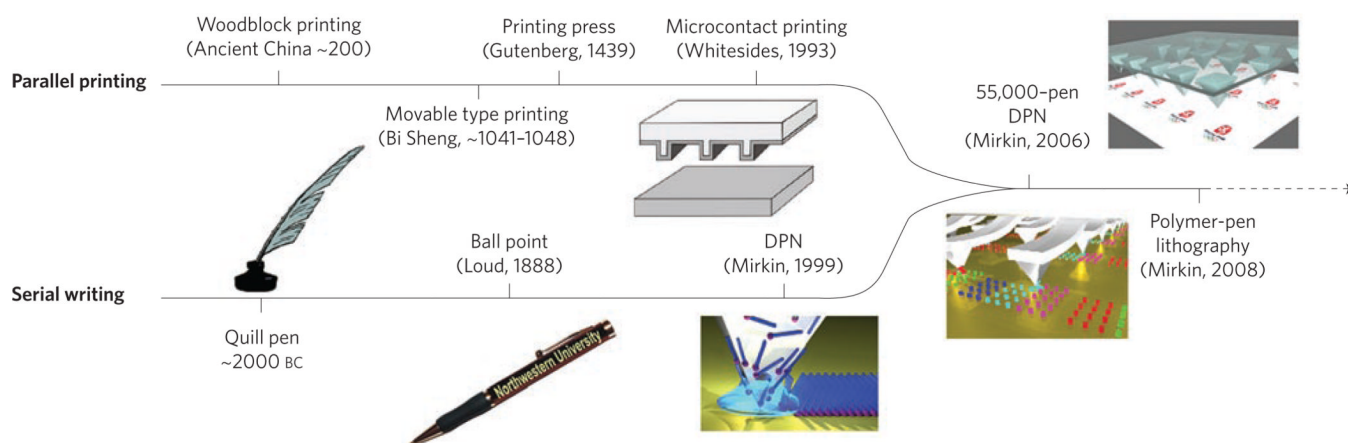 Woodblock printing
(Ancient China ~200)
Printing press
(Gutenberg, 1439)
Microcontact printing
(Whitesides, 1993)
Parallel printing
Movable type printing
(Bi Sheng, ~1041–1048)
55,000–pen
DPN
(Mirkin, 2006)
Ball point
(Loud, 1888)
DPN
(Mirkin, 1999)
Polymer-pen
lithography
(Mirkin, 2008)
Serial writing
Quill pen
~2000 BC
Northwestern University